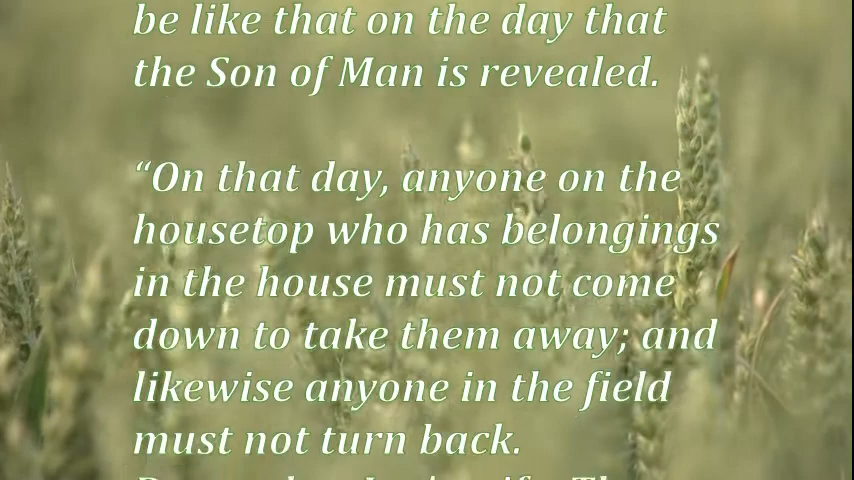 be like that on the day that
the Son of Man is revealed.
“On that day, anyone on the
housetop who has belongings
in the house must not come
down to take them away; and
likewise anyone in the field
must not turn back.